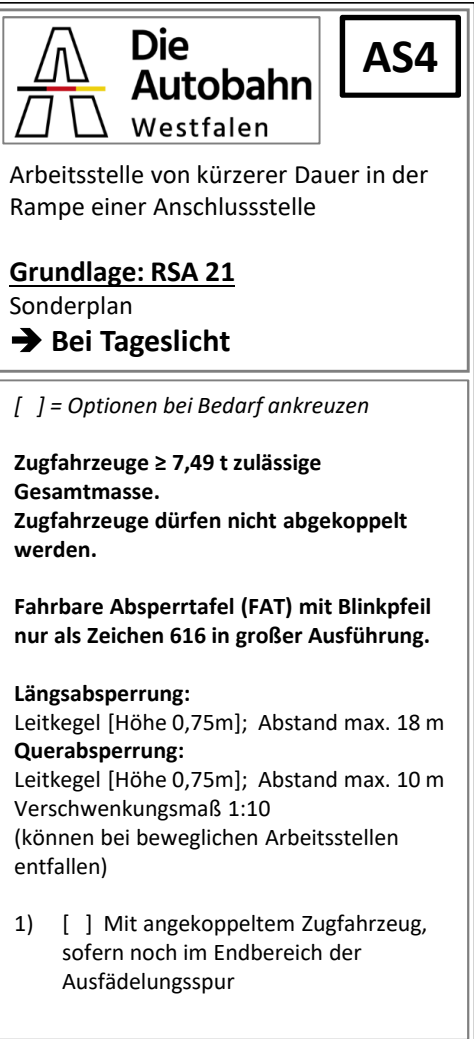 Die
Autobahn
Westfalen
AS4
Arbeitsstelle von kürzerer Dauer in der
Rampe einer Anschlussstelle
Grundlage: RSA 21
Sonderplan
➔ Bei Tageslicht
[ ] = Optionen bei Bedarf ankreuzen
Zugfahrzeuge ≥ 7,49 t zulässige
Gesamtmasse.
Zugfahrzeuge dürfen nicht abgekoppelt
werden.
Fahrbare Absperrtafel (FAT) mit Blinkpfeil
nur als Zeichen 616 in großer Ausführung.
Längsabsperrung:
Leitkegel [Höhe 0,75m]; Abstand max. 18 m
Querabsperrung:
Leitkegel [Höhe 0,75m]; Abstand max. 10 m
Verschwenkungsmaß 1:10
(können bei beweglichen Arbeitsstellen
entfallen)
1) [ ] Mit angekoppeltem Zugfahrzeug,
sofern noch im Endbereich der
Ausfädelungsspur